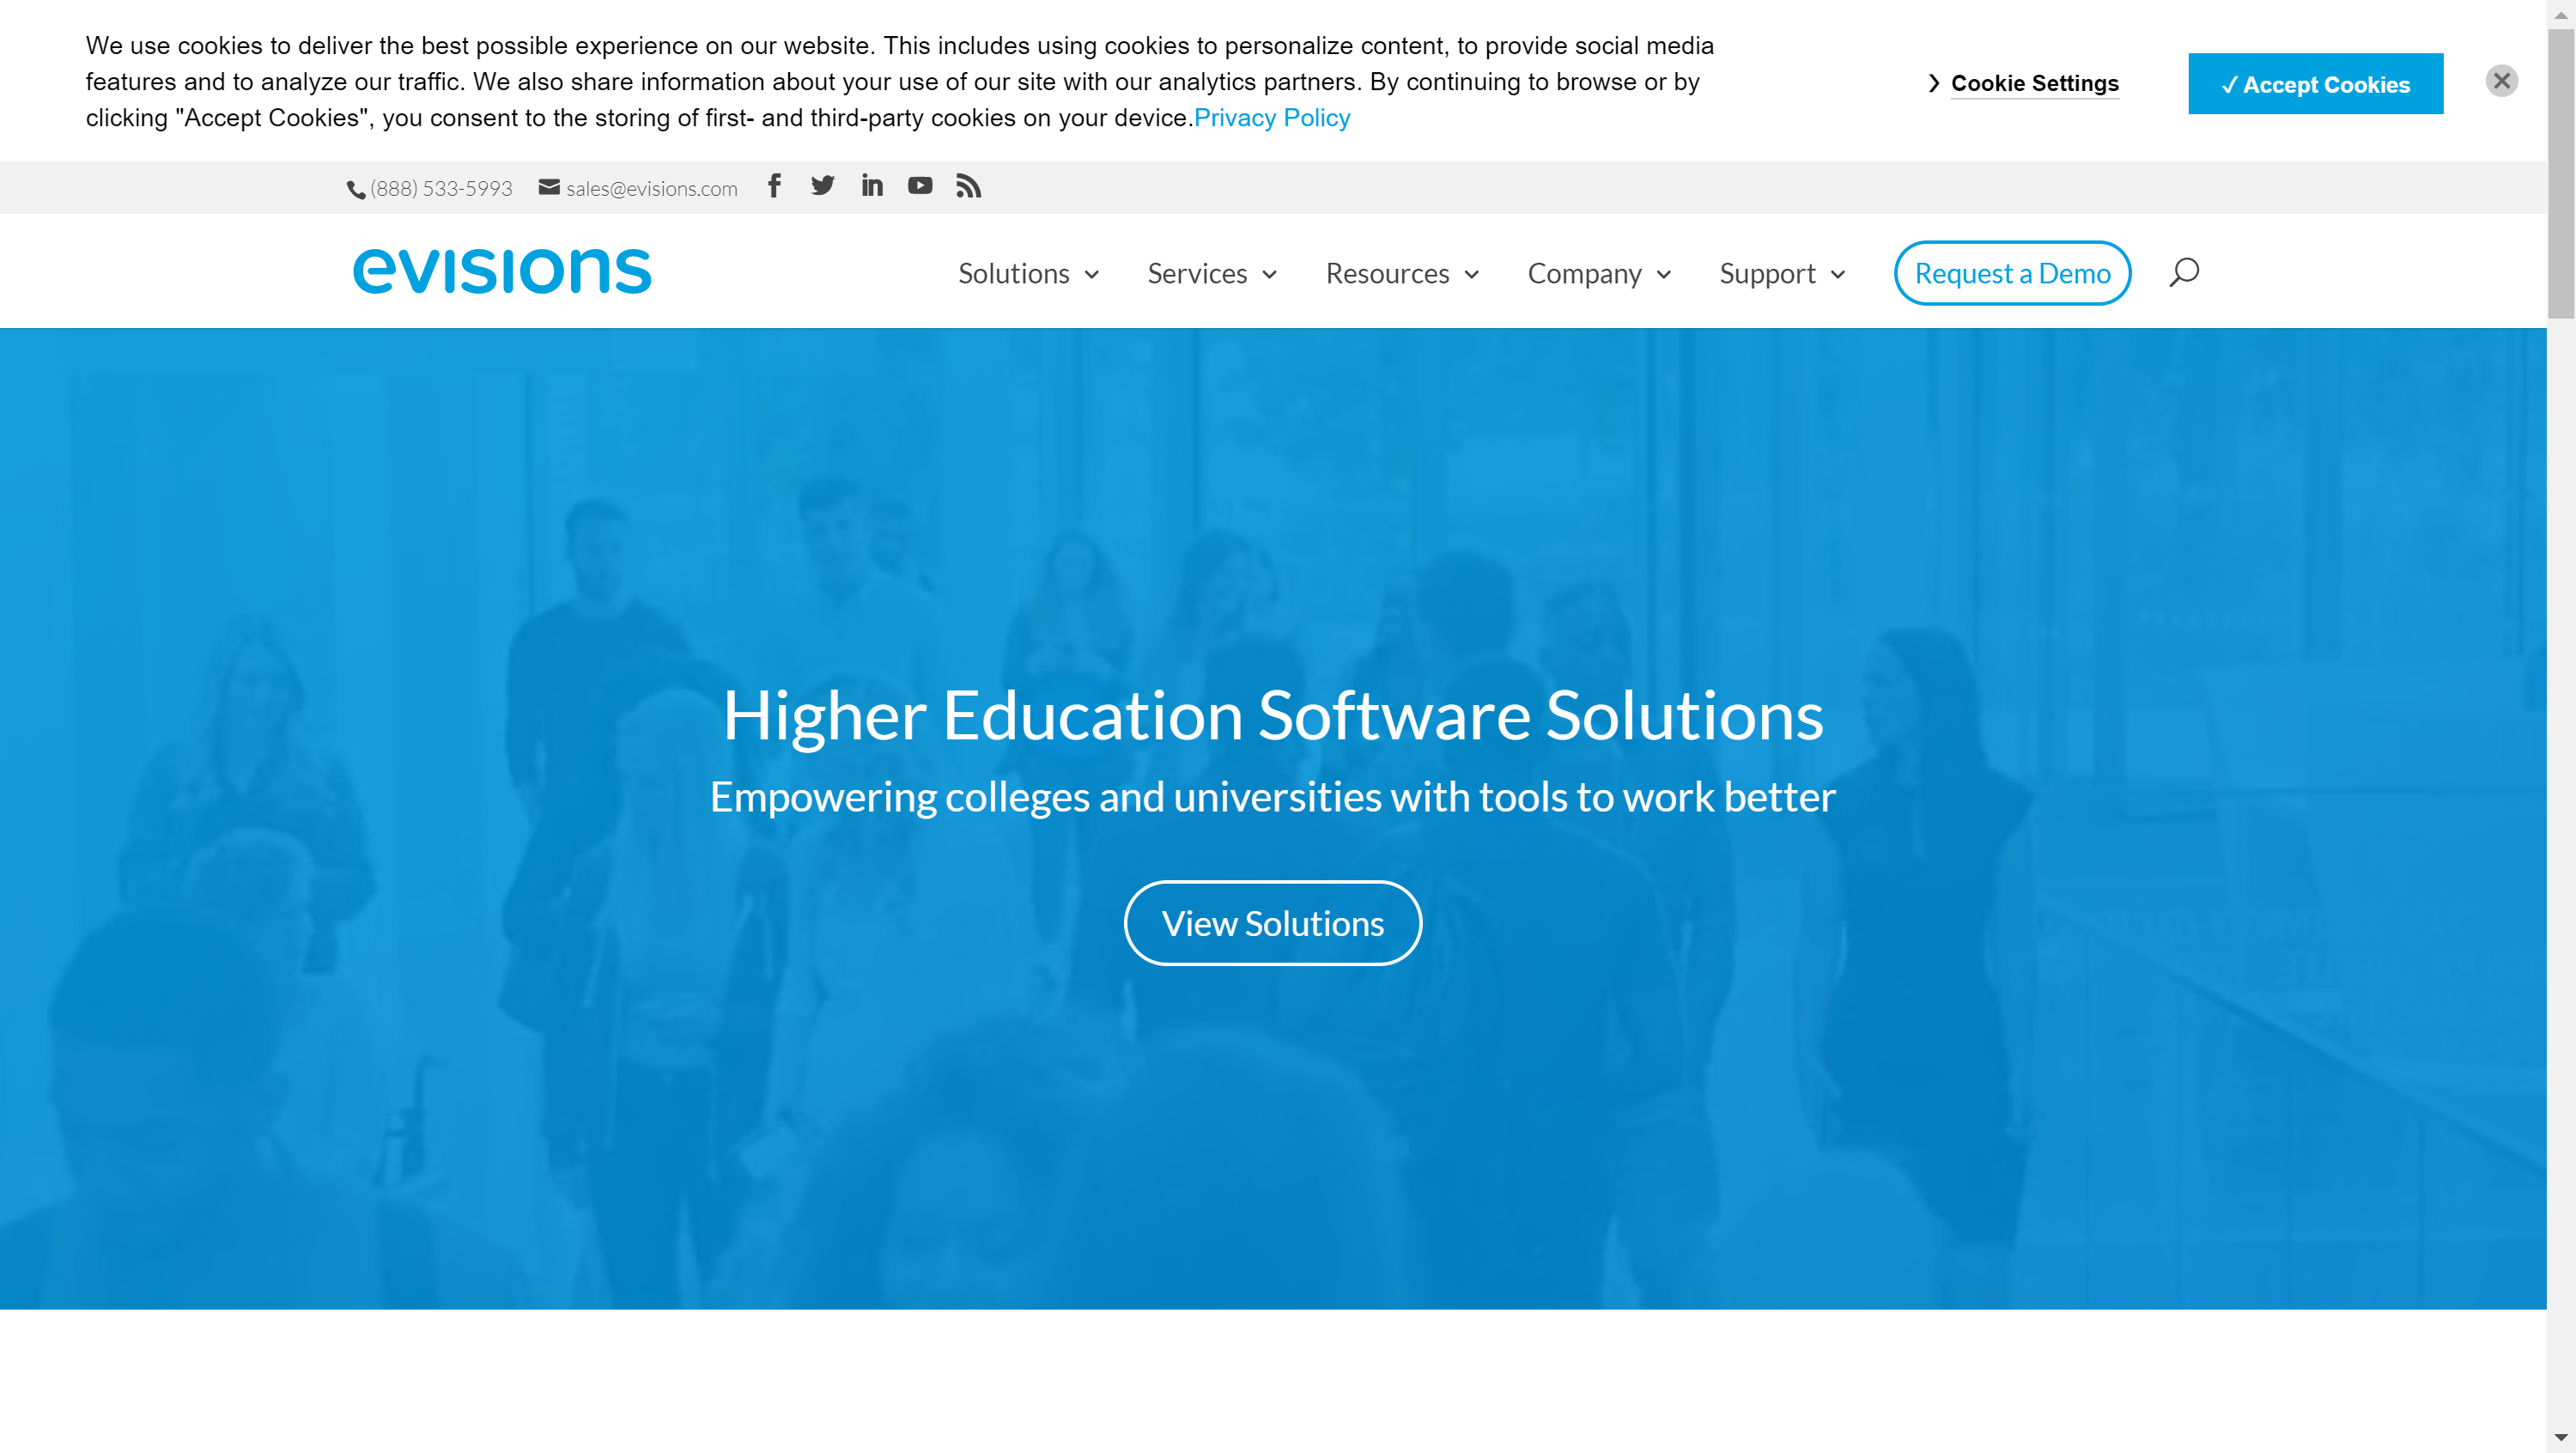 We use cookies to deliver the best possible experience on our website. This includes using cookies to personalize content, to provide social media
features and to analyze our traffic. We also share information about your use of our site with our analytics partners. By continuing to browse or by
clicking "Accept Cookies", you consent to the storing of first- and third-party cookies on your device.Privacy Policy
Cookie Settings
✓ Accept Cookies
(888) 533-5993
sales@evisions.com
evisions
Solutions
Services
Resources
Company
Support
Request a Demo
Higher Education Software Solutions
Empowering colleges and universities with tools to work better
View Solutions